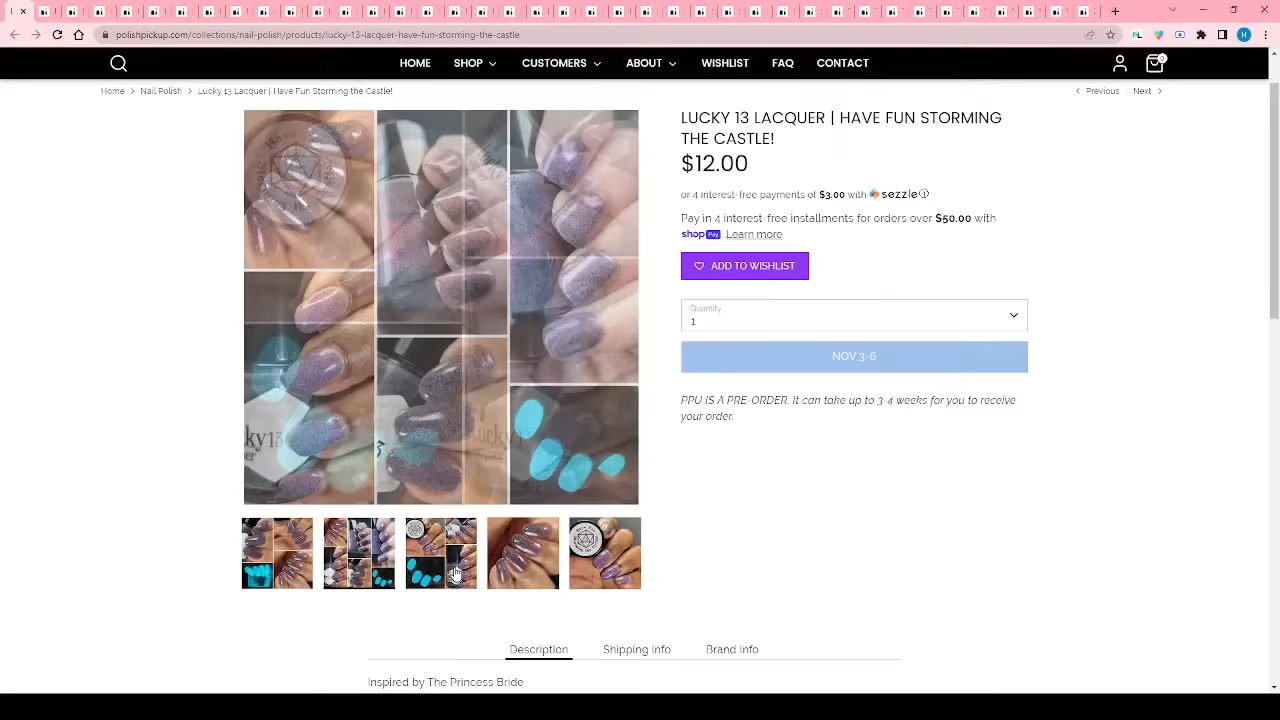 polishpickup.com/collections/nail-polish/products/lucky-13-lacquer-have-fun-storming-the-castle
HOME SHOP CUSTOMERS ABOUT WISHLIST FAQ CONTACT
0
Home > Nail Polish > Lucky 13 Lacquer | Have Fun Storming the Castle!
< Previous Next >
LUCKY 13 LACQUER | HAVE FUN STORMING
THE CASTLE!
$12.00
or 4 interest-free payments of $3.00 with sezzle
Pay in 4 interest-free installments for orders over $50.00 with
shop Pay Learn more
ADD TO WISHLIST
Quantity
1
NOV 3-6
PPU IS A PRE-ORDER. It can take up to 3-4 weeks for you to receive
your order.
Description Shipping Info Brand Info
Inspired by The Princess Bride